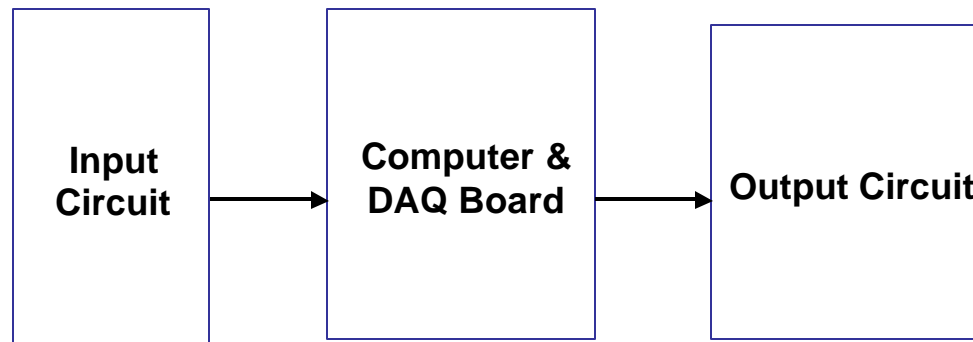 Input
Circuit
Computer &
DAQ Board
Output Circuit